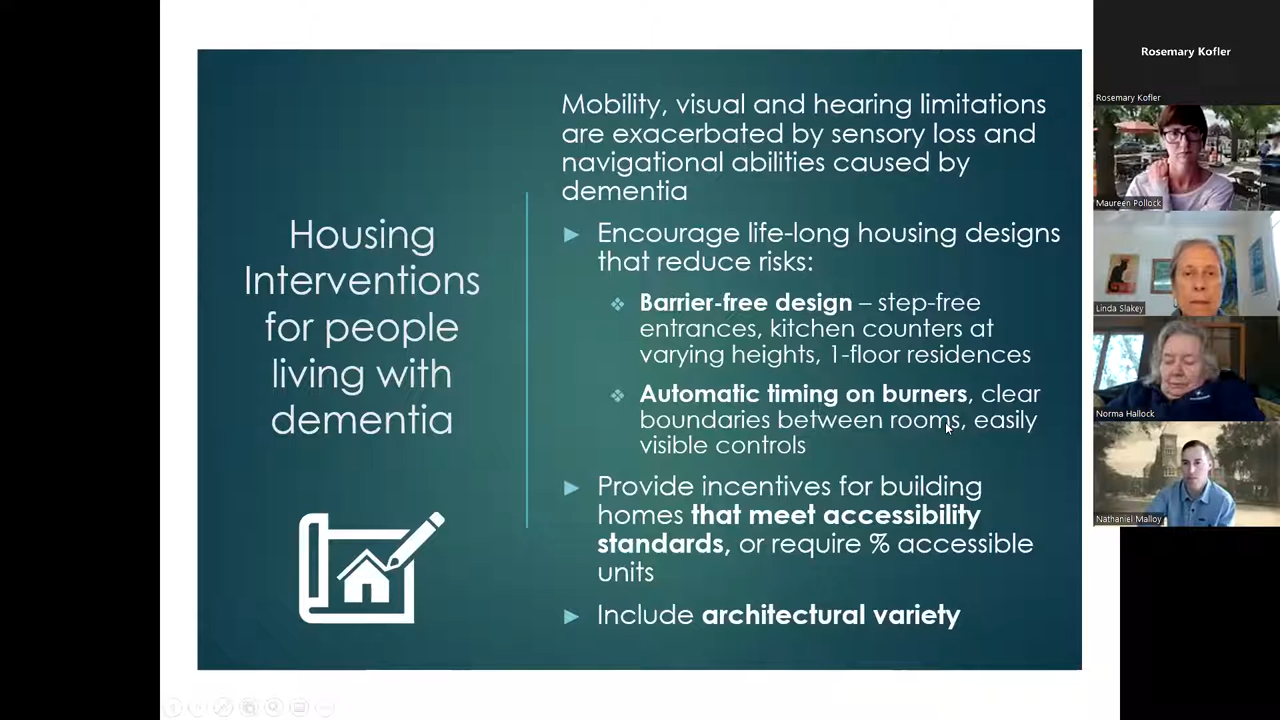 Housing
Interventions
for people
living with
dementia
Mobility, visual and hearing limitations
are exacerbated by sensory loss and
navigational abilities caused by
dementia
Encourage life-long housing designs
that reduce risks:
Barrier-free design – step-free
entrances, kitchen counters at
varying heights, 1-floor residences
Automatic timing on burners, clear
boundaries between rooms, easily
visible controls
Provide incentives for building
homes that meet accessibility
standards, or require % accessible
units
Include architectural variety
Rosemary Kofler
Rosemary Kofler
Maureen Pollock
Linda Slakey
Norma Hallock
Nathaniel Malloy